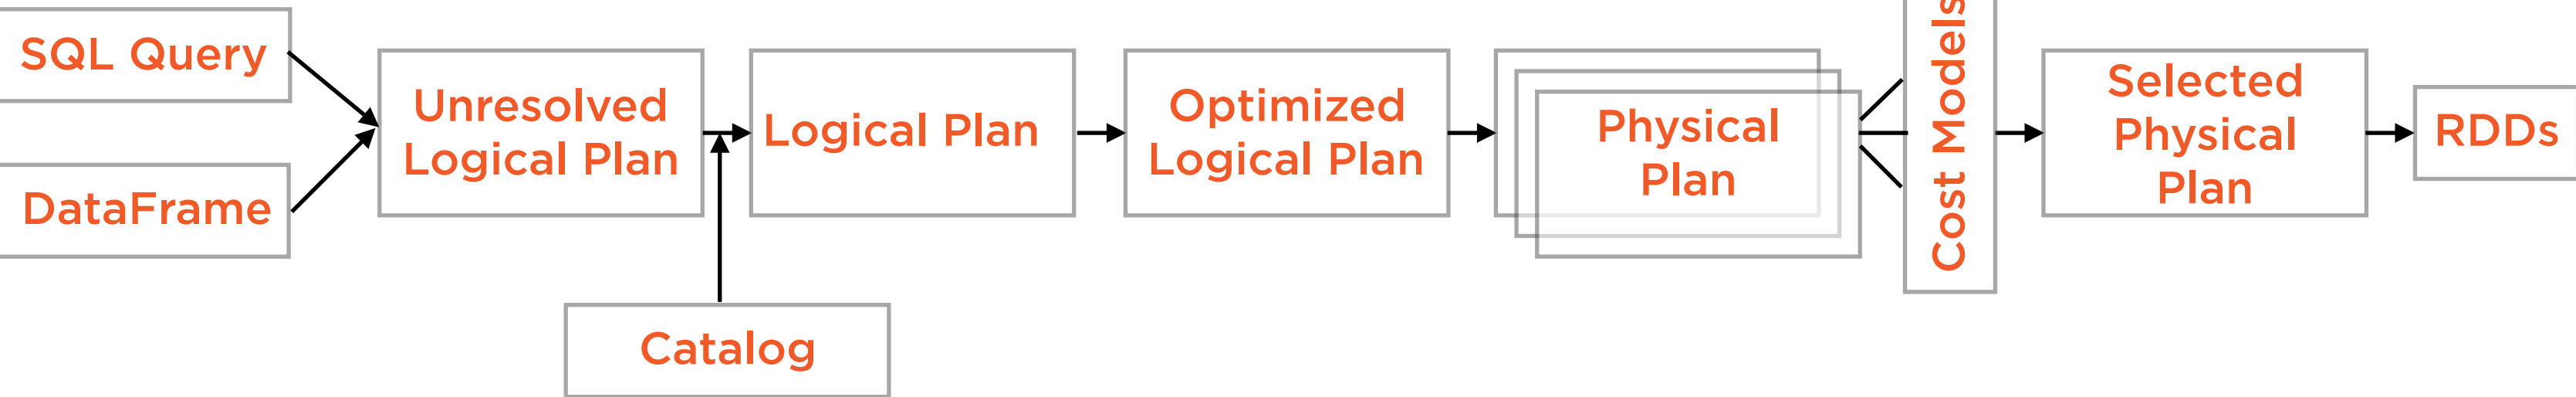 SQL Query
DataFrame
Unresolved
Logical Plan
Catalog
Logical Plan
Optimized
Logical Plan
Physical
Plan
Cost Models
Selected
Physical
Plan
RDDs